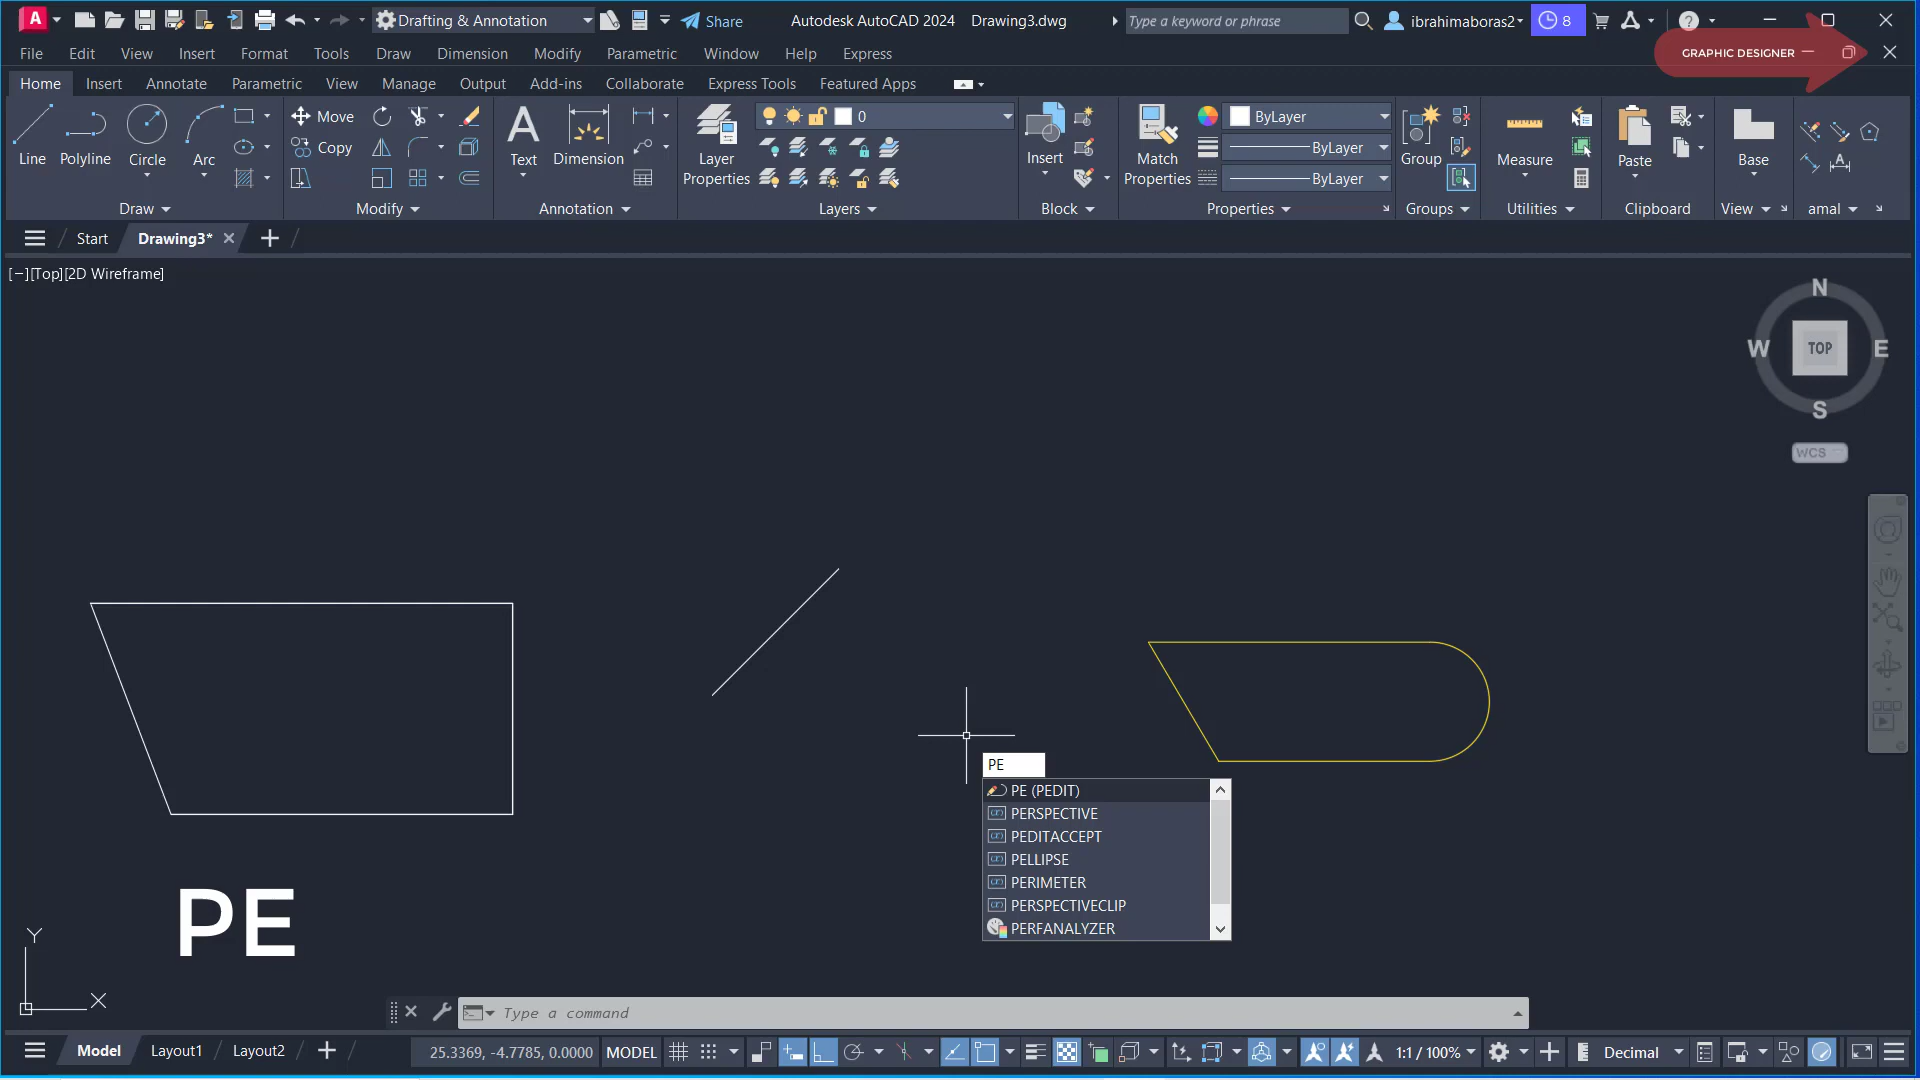 A Drafting & Annotation Share Autodesk AutoCAD 2024 Drawing3.dwg Type a keyword or phrase ibrahimaboras2 8
File Edit View Insert Format Tools Draw Dimension Modify Parametric Window Help Express
GRAPHIC DESIGNER
Home Insert Annotate Parametric View Manage Output Add-ins Collaborate Express Tools Featured Apps
Move 0 ByLayer
Copy ByLayer
Line Polyline Circle Arc Text Dimension Layer Properties Insert Match Properties Group Measure Paste Base
ByLayer
Draw Modify Annotation Layers Block Properties Groups Utilities Clipboard View amal
Start Drawing3*
[−][Top][2D Wireframe]
N
W TOP E
S
WCS
PE
PE (PEDIT)
PERSPECTIVE
PEDITACCEPT
PELLIPSE
PERIMETER
PERSPECTIVECLIP
PERFANALYZER
PE
Y
X
Type a command
Model Layout1 Layout2 25.3369, -4.7785, 0.0000 MODEL 1:1 / 100% Decimal